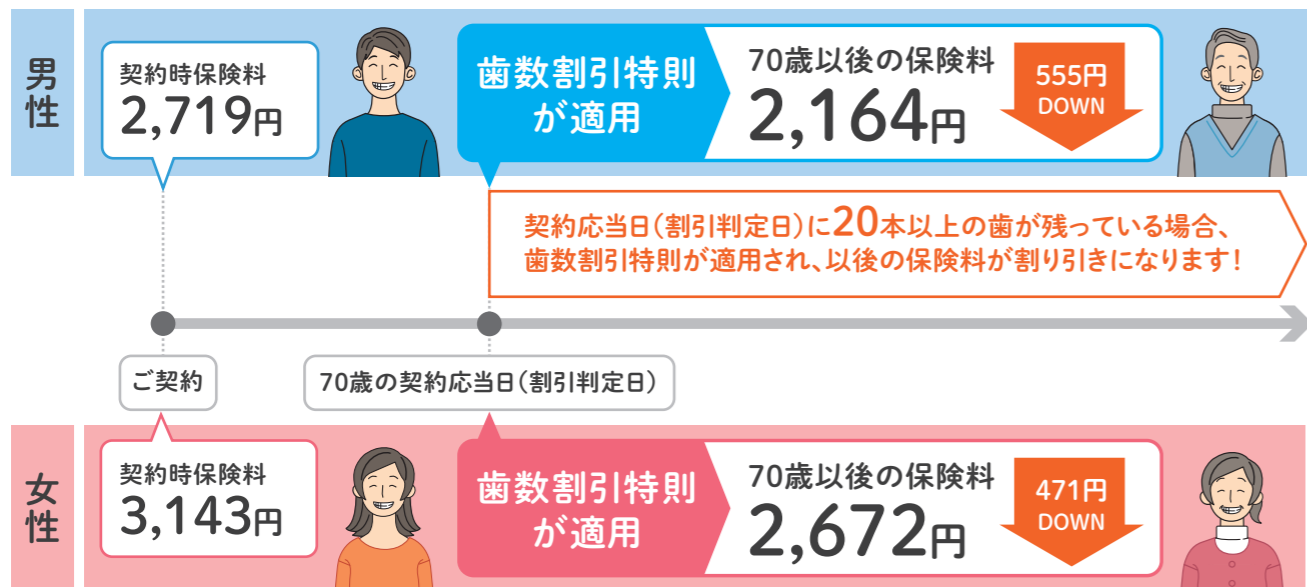 男性
契約時保険料
2,719円
歯数割引特則
が適用
70歳以後の保険料
2,164円
555円
DOWN
契約応当日(割引判定日)に20本以上の歯が残っている場合、
歯数割引特則が適用され、以後の保険料が割り引きになります!
ご契約
70歳の契約応当日(割引判定日)
女性
契約時保険料
3,143円
歯数割引特則
が適用
70歳以後の保険料
2,672円
471円
DOWN